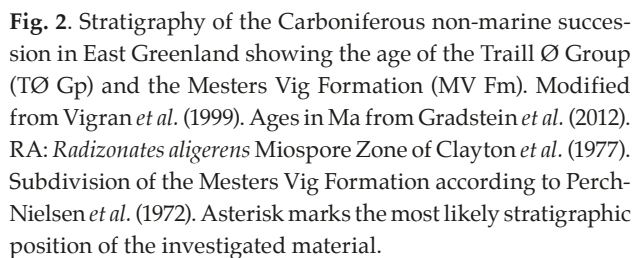 Fig. 2. Stratigraphy of the Carboniferous non-marine succes-
sion in East Greenland showing the age of the Traill Ø Group
(TØ Gp) and the Mesters Vig Formation (MV Fm). Modified
from Vigran et al. (1999). Ages in Ma from Gradstein et al. (2012).
RA: Radizonates aligerens Miospore Zone of Clayton et al. (1977).
Subdivision of the Mesters Vig Formation according to Perch-
Nielsen et al. (1972). Asterisk marks the most likely stratigraphic
position of the investigated material.